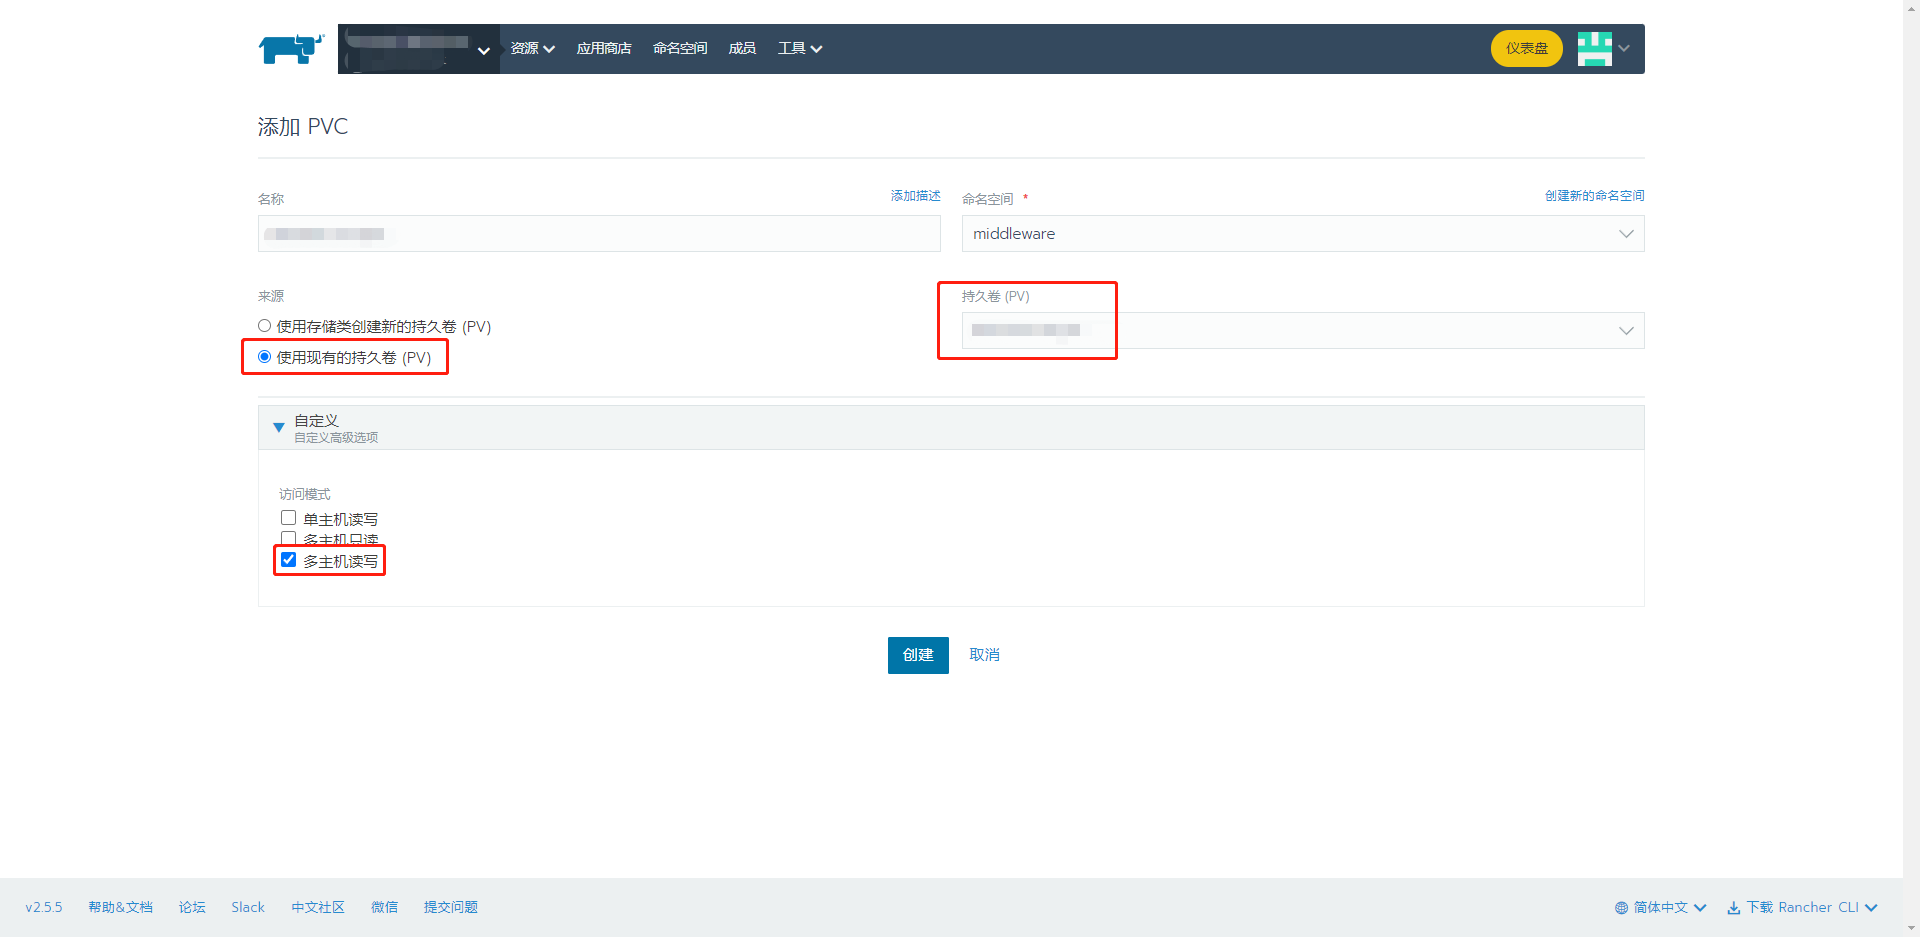 资源 应用商店 命名空间 成员 工具 仪表盘
添加 PVC
名称 添加描述 命名空间 * 创建新的命名空间
middleware
来源 持久卷 (PV)
使用存储类创建新的持久卷 (PV)
使用现有的持久卷 (PV)
自定义
自定义高级选项
访问模式
单主机读写
多主机只读
多主机读写
创建 取消
v2.5.5 帮助&文档 论坛 Slack 中文社区 微信 提交问题 简体中文 下载 Rancher CLI